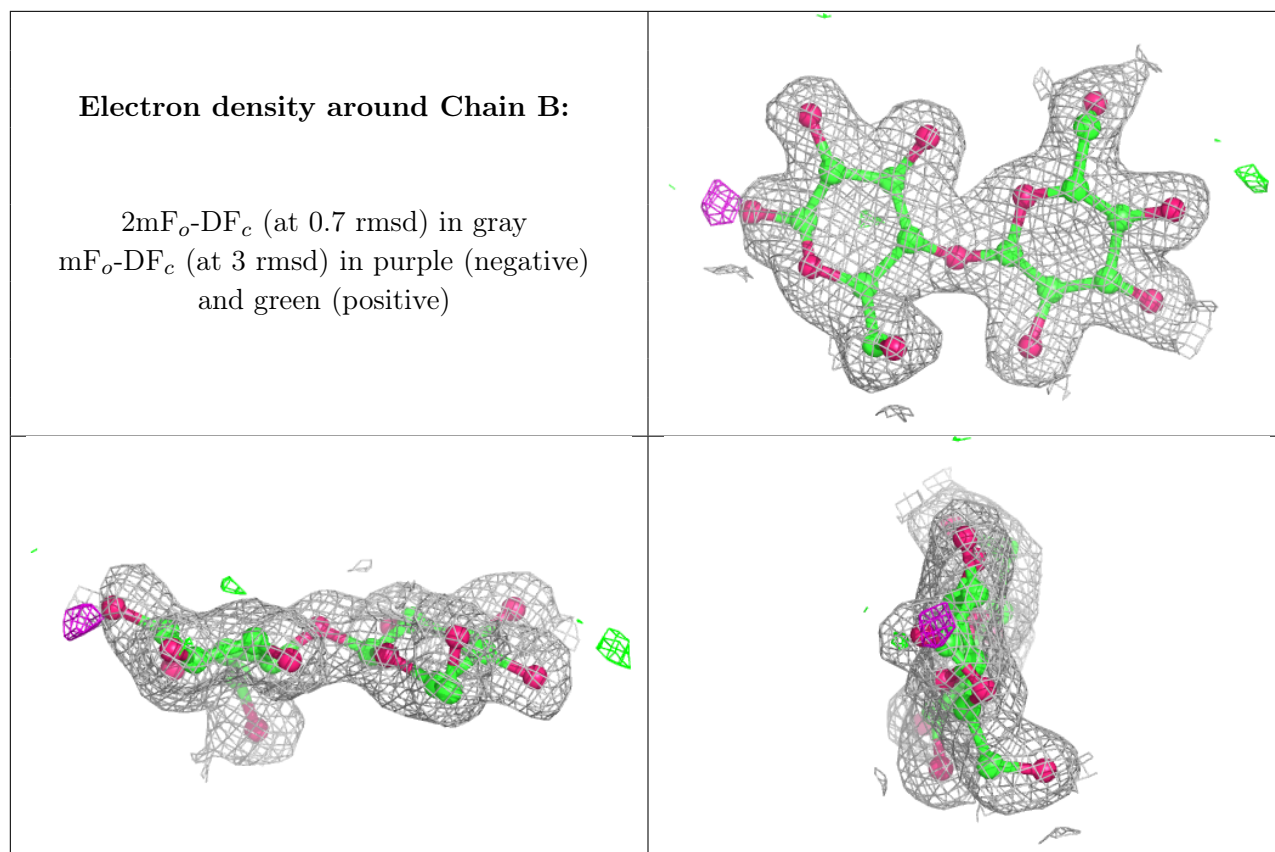 Electron density around Chain B:
2mFₒ-DF𝒸 (at 0.7 rmsd) in gray
mFₒ-DF𝒸 (at 3 rmsd) in purple (negative)
and green (positive)